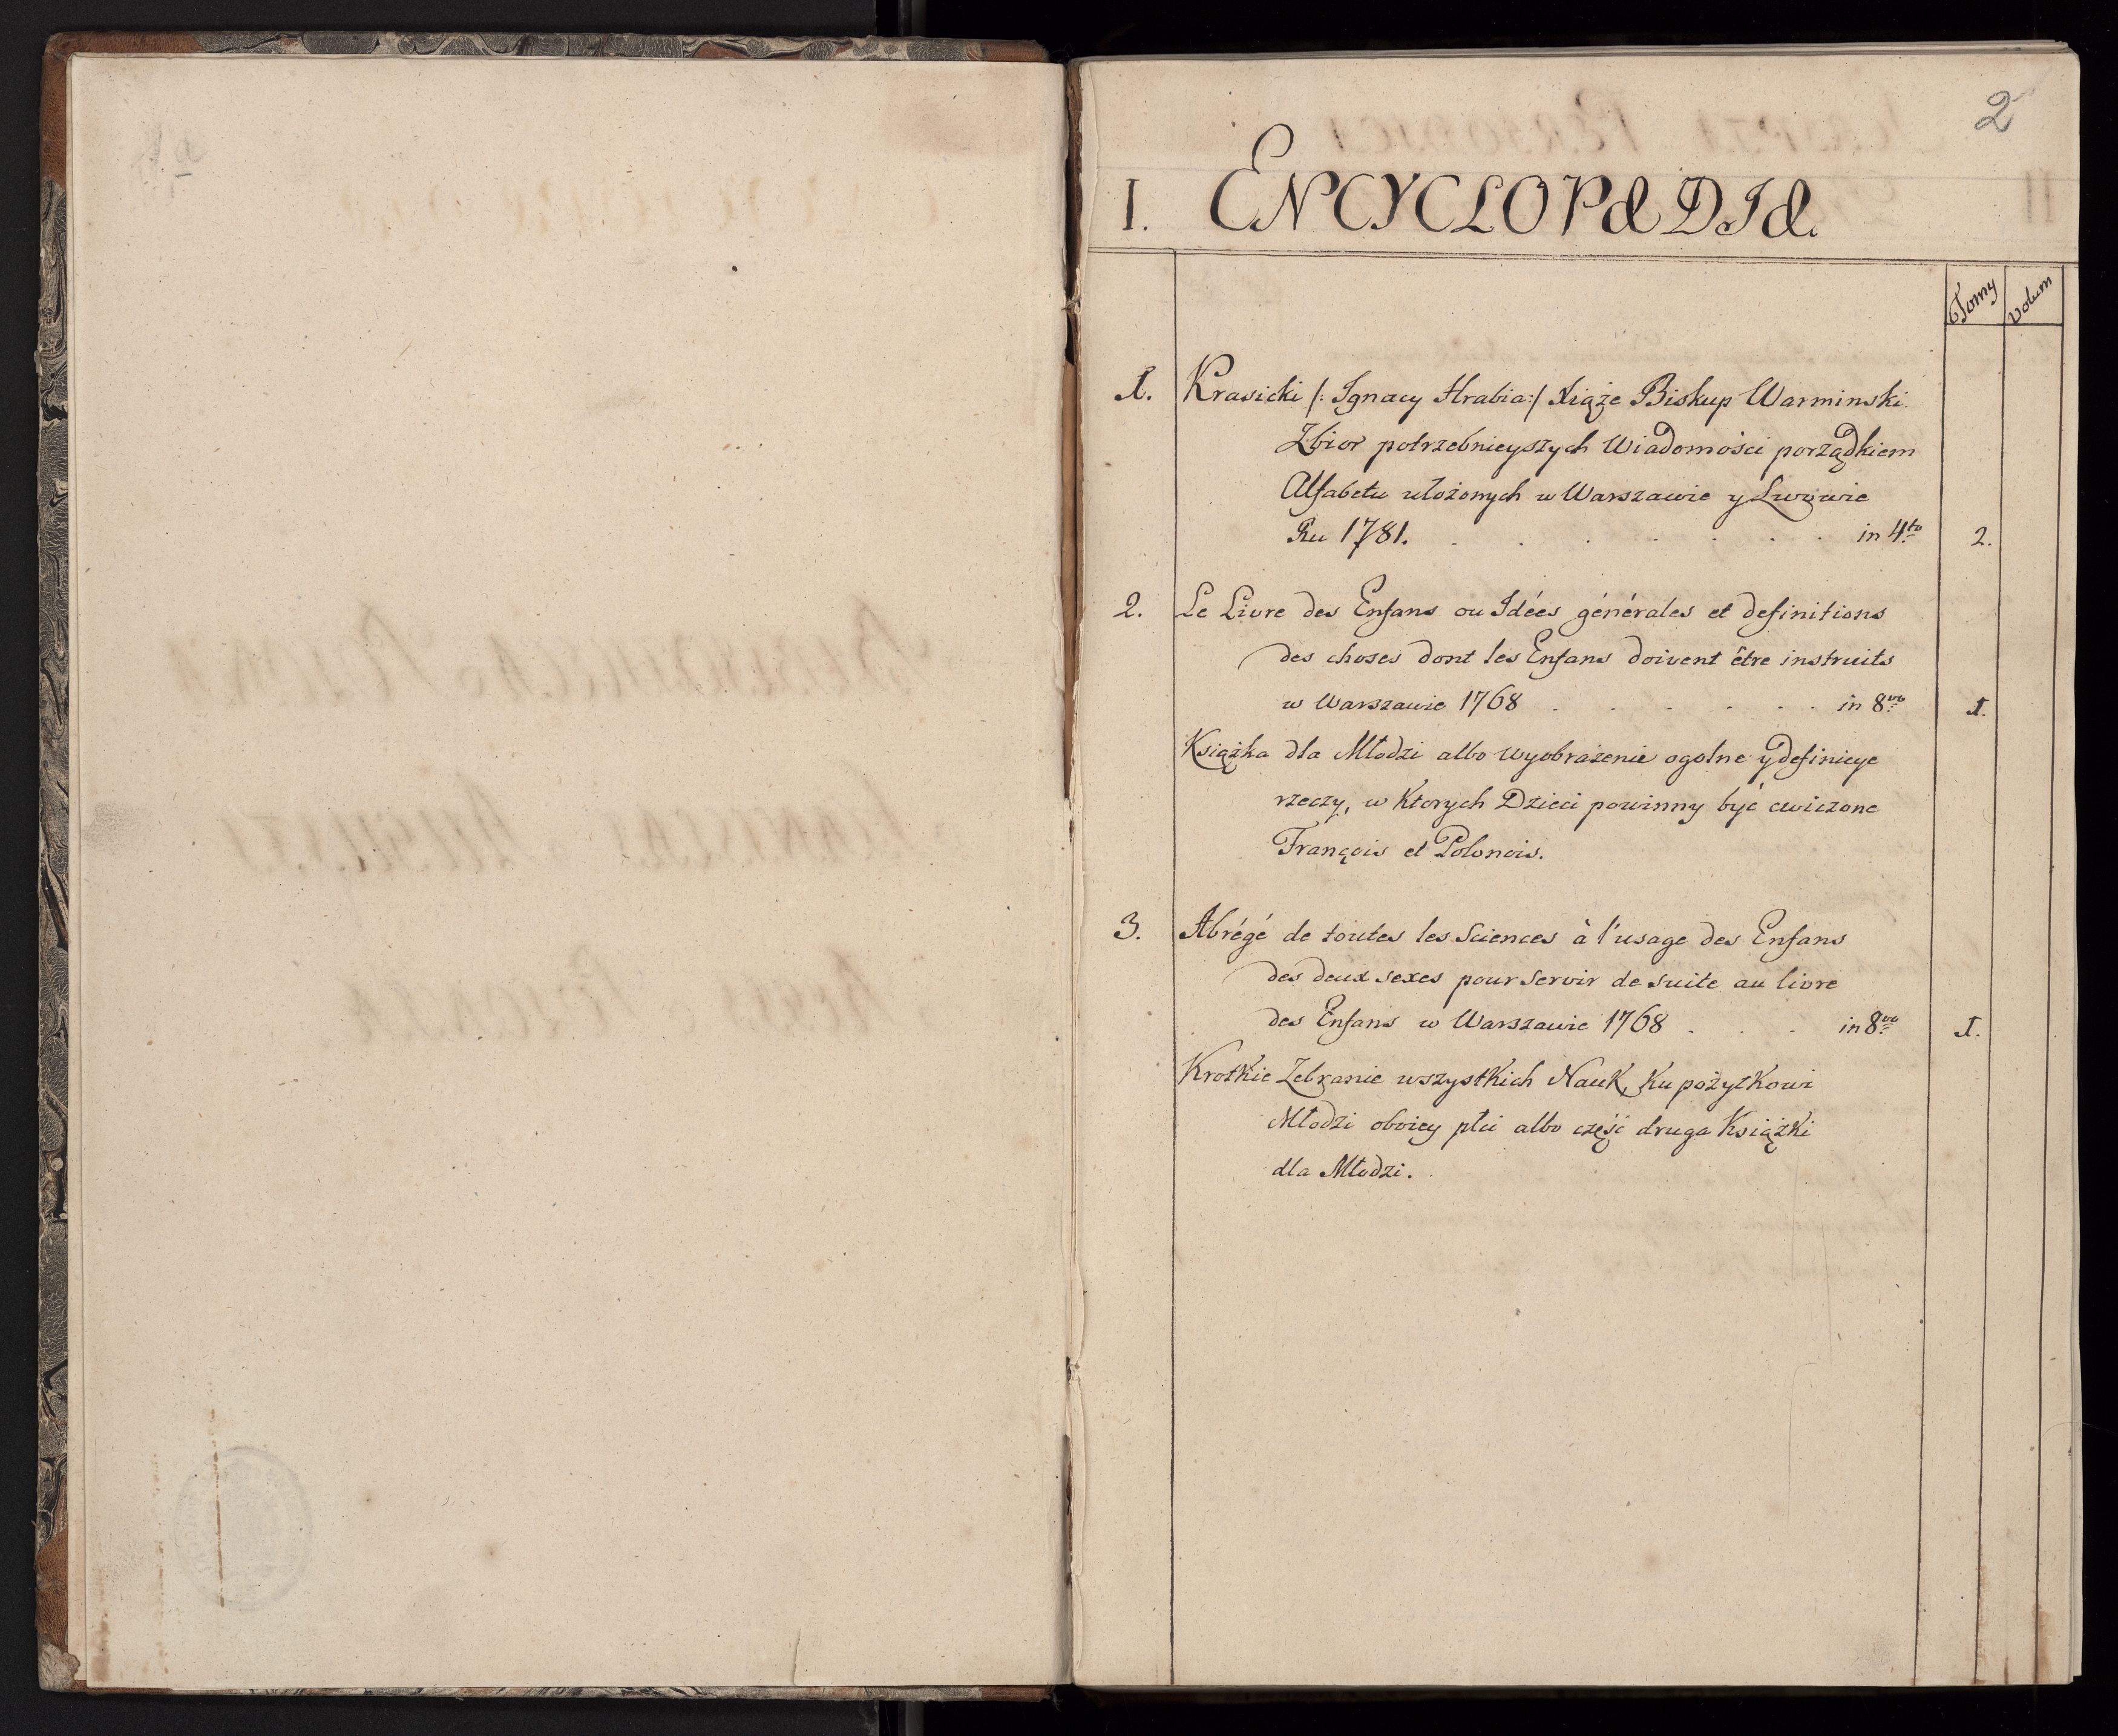 2
I. ENCYCLOPÆDIÆ.
Tomy
Volum
1. Krasicki /: Ignacy Hrabia :/ Xiąże Biskup Warminski.
Zbior potrzebnieyszych Wiadomości porządkiem
Alfabetu ułożonych w Warszawie y Lwowie
Ru 1781. . . . . . . . in 4to 2.
2. Le Livre des Enfans ou Idées générales et definitions
des choses dont les Enfans doivent être instruits
w Warszawie 1768 . . . . . . in 8vo 1.
Książka dla Młodzi albo wyobrażenie ogolne y definicye
rzeczy, w Ktorych Dzieci powinny być cwiczone
François et Polonois.
3. Abrégé de toutes les Sciences à l'usage des Enfans
des deux sexes pour Servir de suite au livre
des Enfans w Warszawie 1768 . . . in 8vo 1.
Krotkie Zebranie wszystkich Nauk, Ku pożytkowi
Młodzi oboiey płci albo część druga Książki
dla Młodzi.